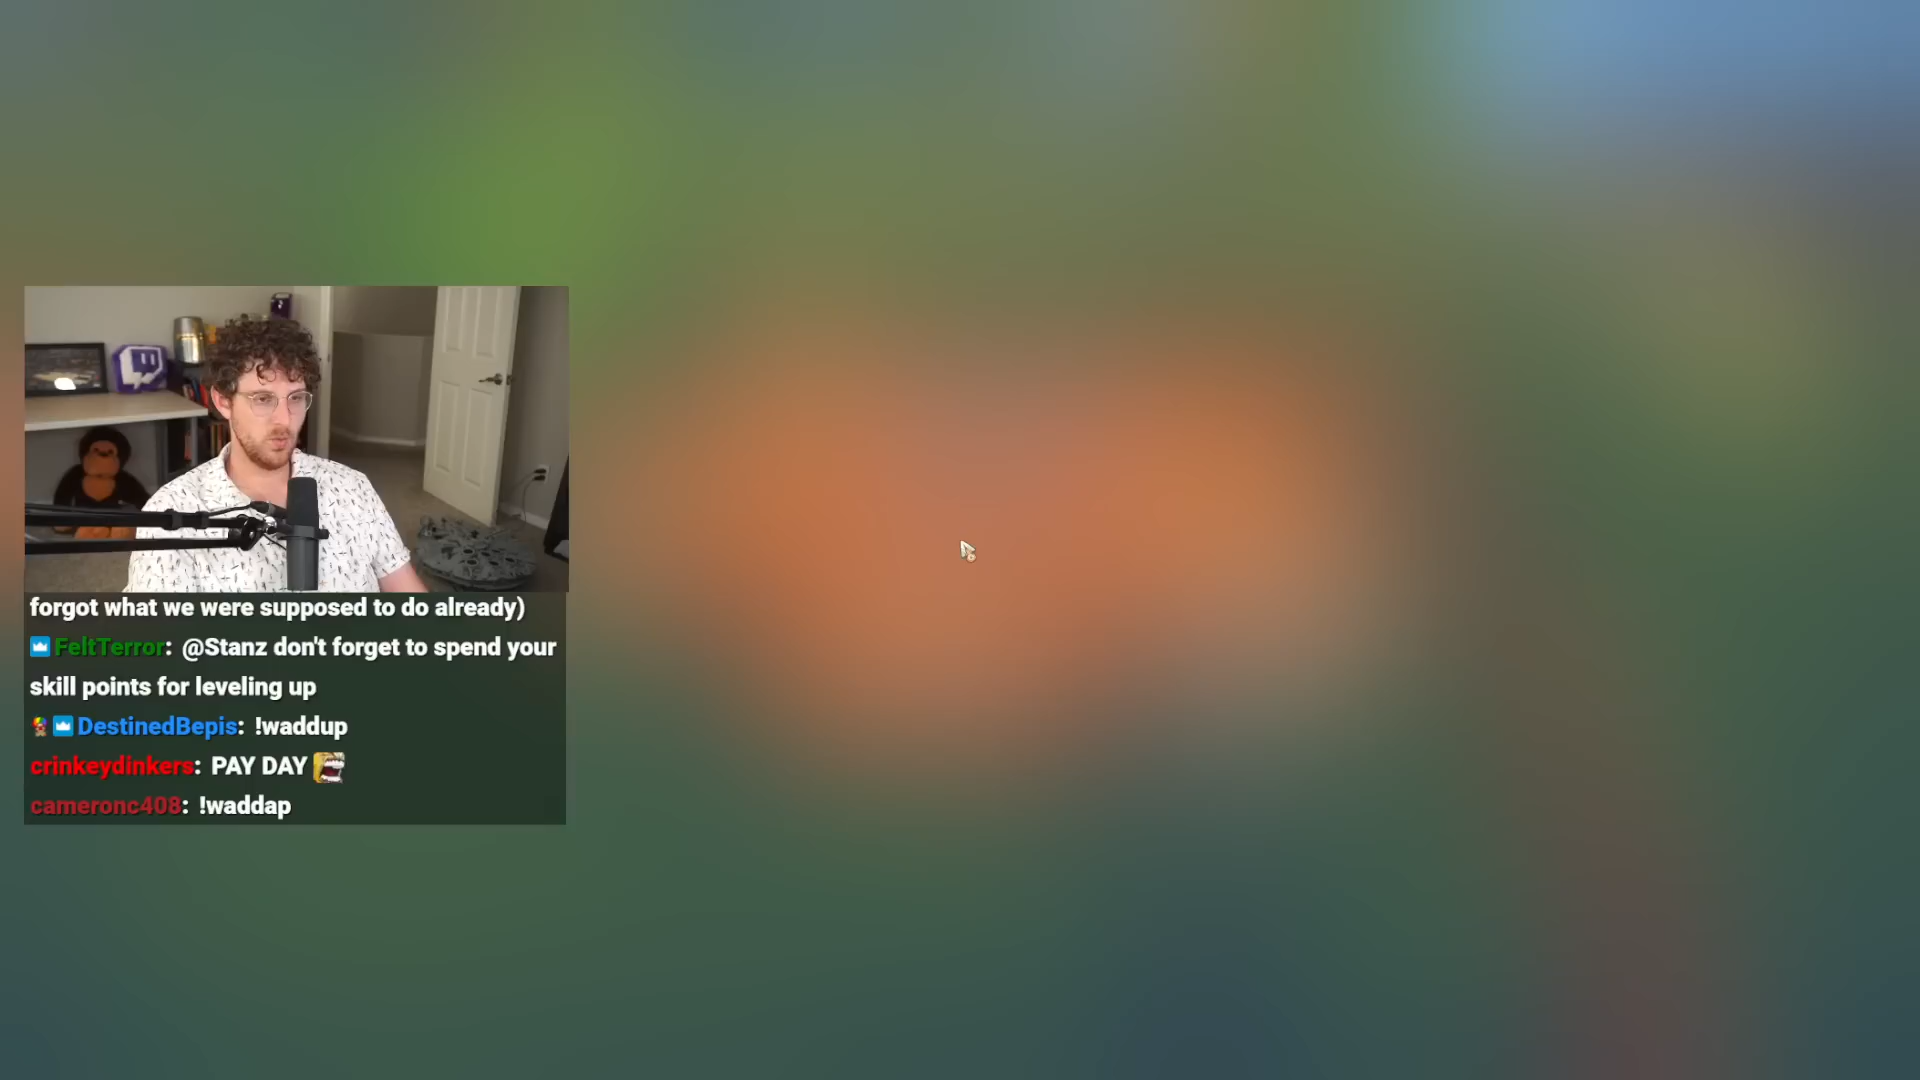 forgot what we were supposed to do already)
FeltTerror: @Stanz don't forget to spend your
skill points for leveling up
DestinedBepis: !waddup
crinkeydinkers: PAY DAY
cameronc408: !waddap